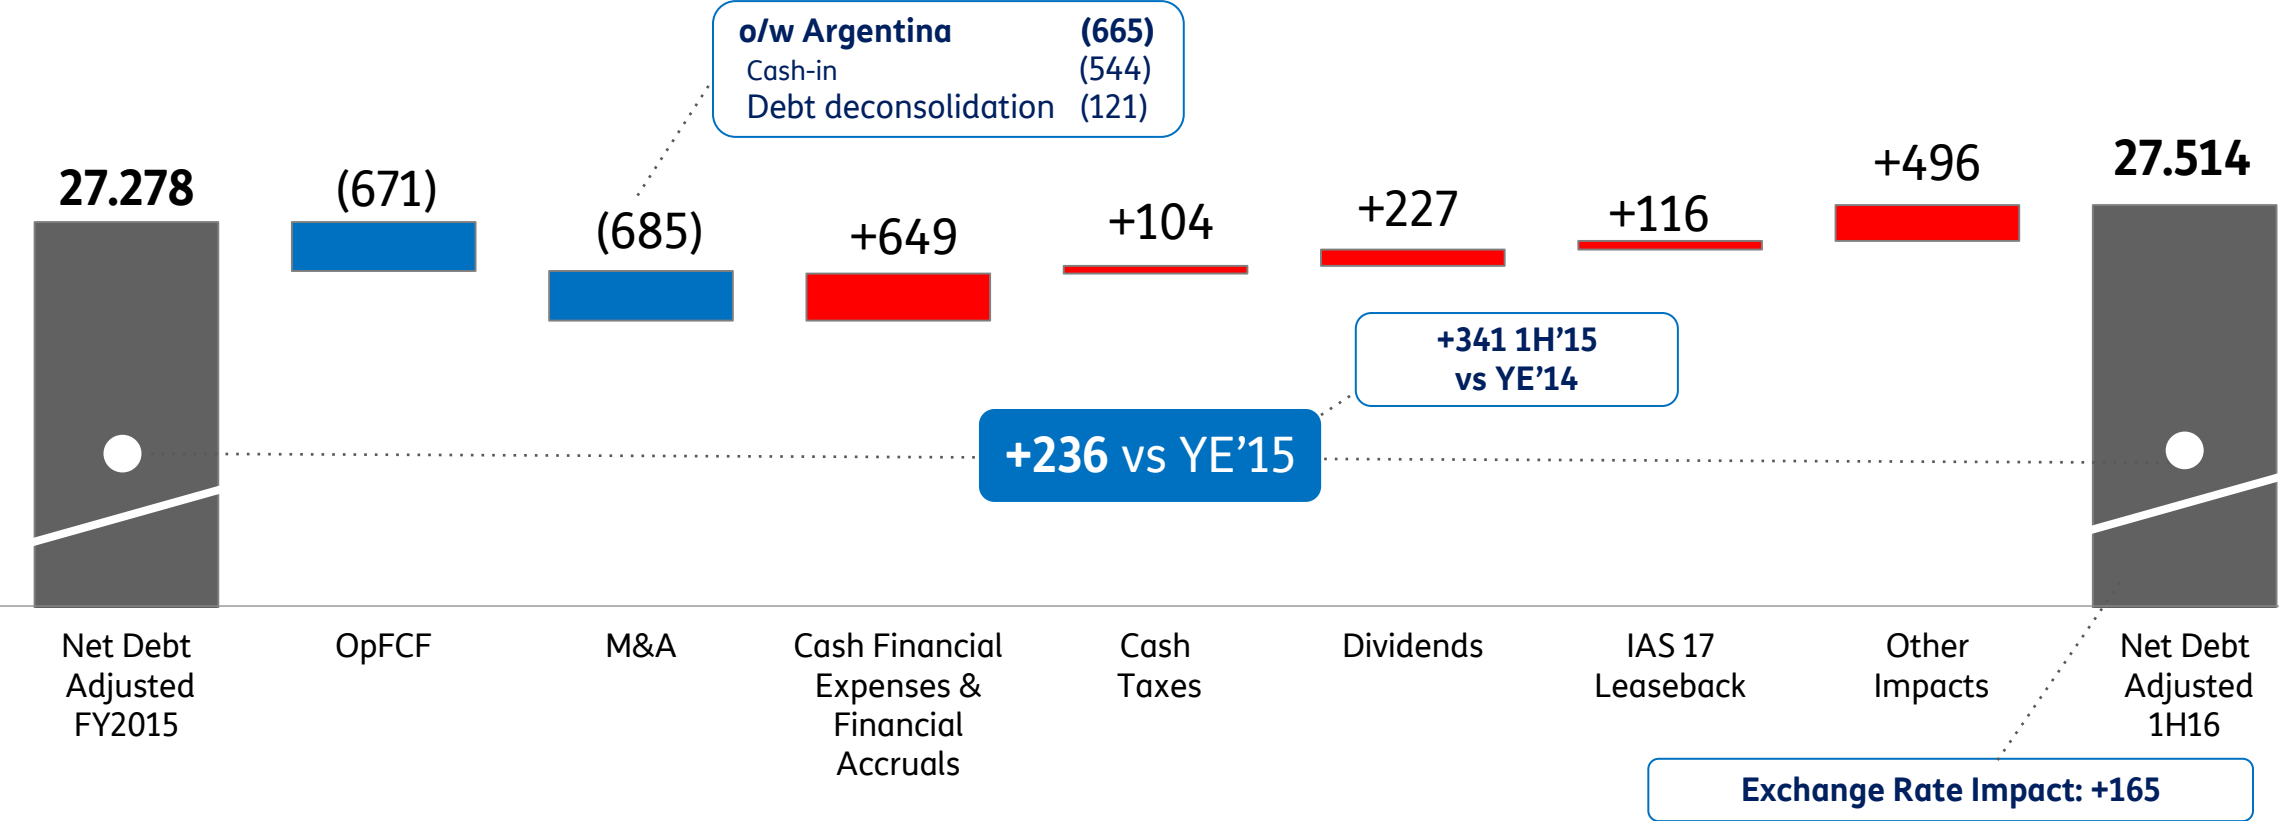 o/w Argentina (665)
Cash-in (544)
Debt deconsolidation (121)
27.278
(671)
(685)
+649
+104
+227
+116
+496
27.514
+341 1H’15
vs YE’14
+236 vs YE’15
Net Debt
Adjusted
FY2015
OpFCF
M&A
Cash Financial
Expenses &
Financial
Accruals
Cash
Taxes
Dividends
IAS 17
Leaseback
Other
Impacts
Net Debt
Adjusted
1H16
Exchange Rate Impact: +165